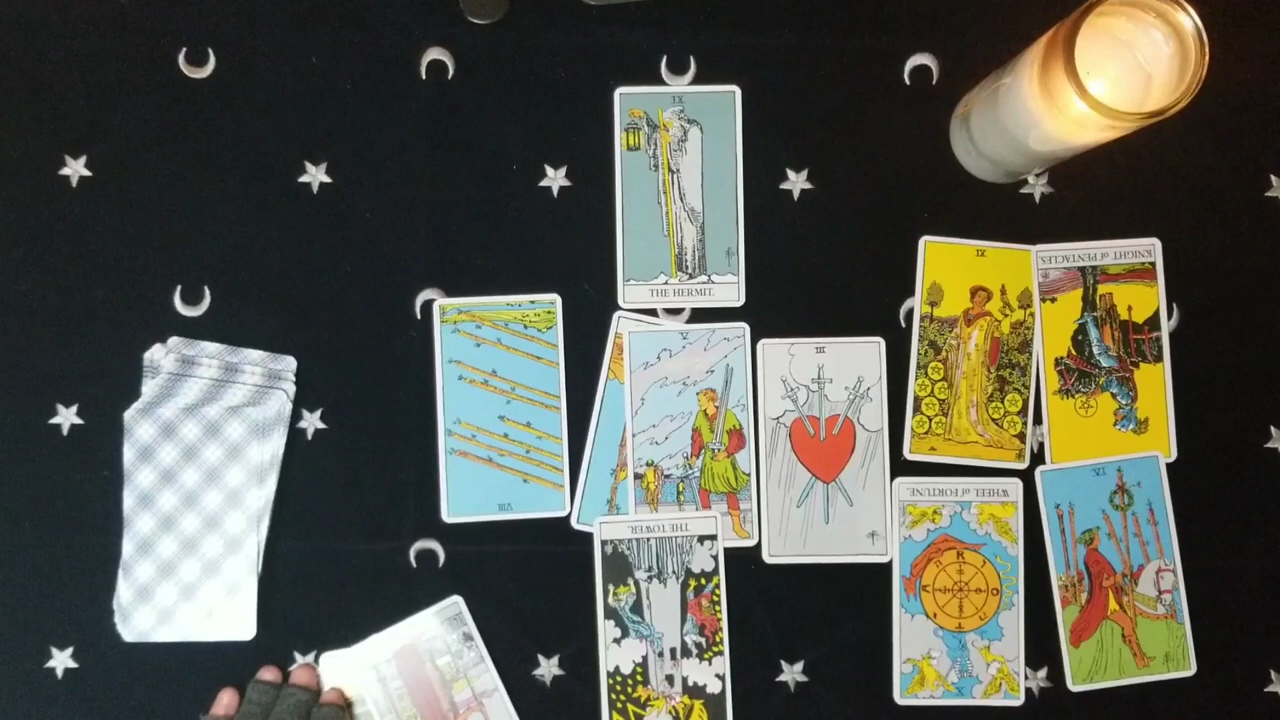 IX.
THE HERMIT.
IX
KNIGHT of PENTACLES.
V
III
VIII
THE TOWER.
WHEEL of FORTUNE.
R
O
T
A
X
VI